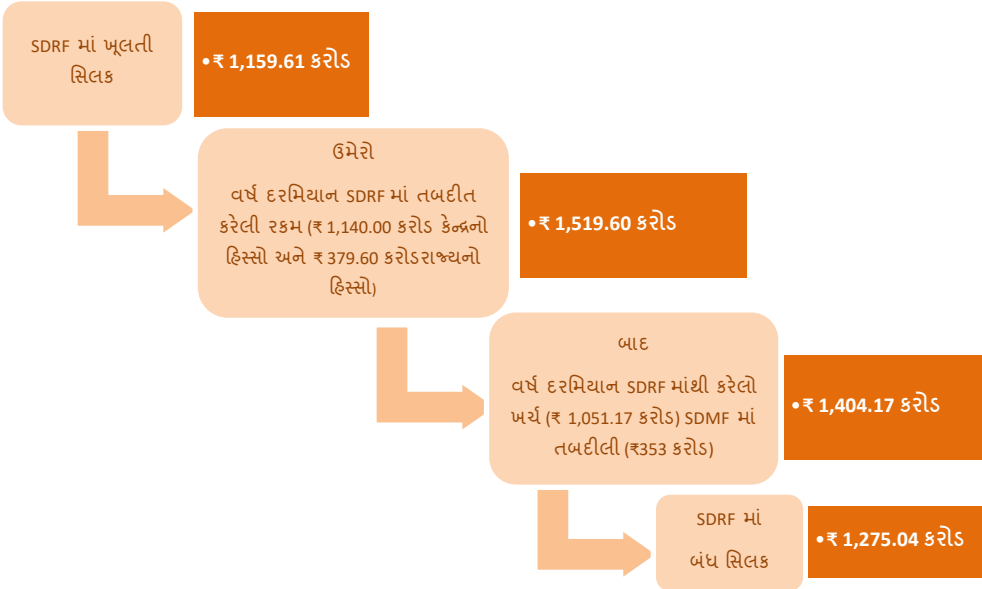 SDRF માં ખૂલતી
સિલક
•₹ 1,159.61 કરોડ
ઉમેરો
વર્ષ દરમિયાન SDRF માં તબદીત
કરેલી રકમ (₹ 1,140.00 કરોડ કેન્દ્રનો
હિસ્સો અને ₹ 379.60 કરોડરાજ્યનો
હિસ્સો)
•₹ 1,519.60 કરોડ
બાદ
વર્ષ દરમિયાન SDRF માંથી કરેલો
ખર્ચ (₹ 1,051.17 કરોડ) SDMF માં
તબદીલી (₹353 કરોડ)
•₹ 1,404.17 કરોડ
SDRF માં
બંધ સિલક
•₹ 1,275.04 કરોડ